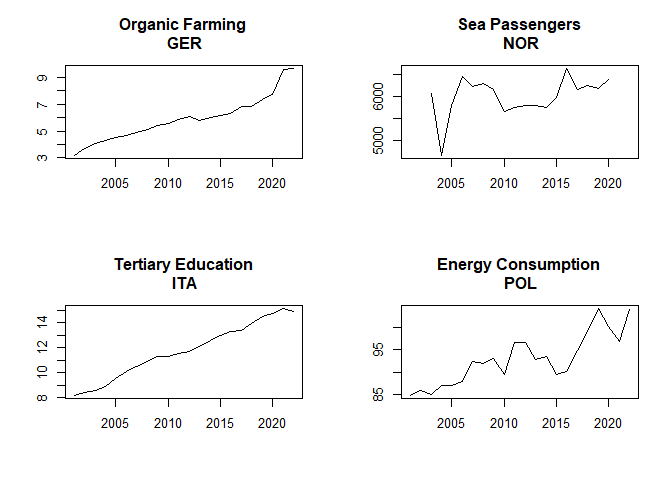 Organic Farming
GER
9
7
5
3
2005 2010 2015 2020
Sea Passengers
NOR
6000
5000
2005 2010 2015 2020
Tertiary Education
ITA
14
12
10
8
2005 2010 2015 2020
Energy Consumption
POL
95
85
2005 2010 2015 2020